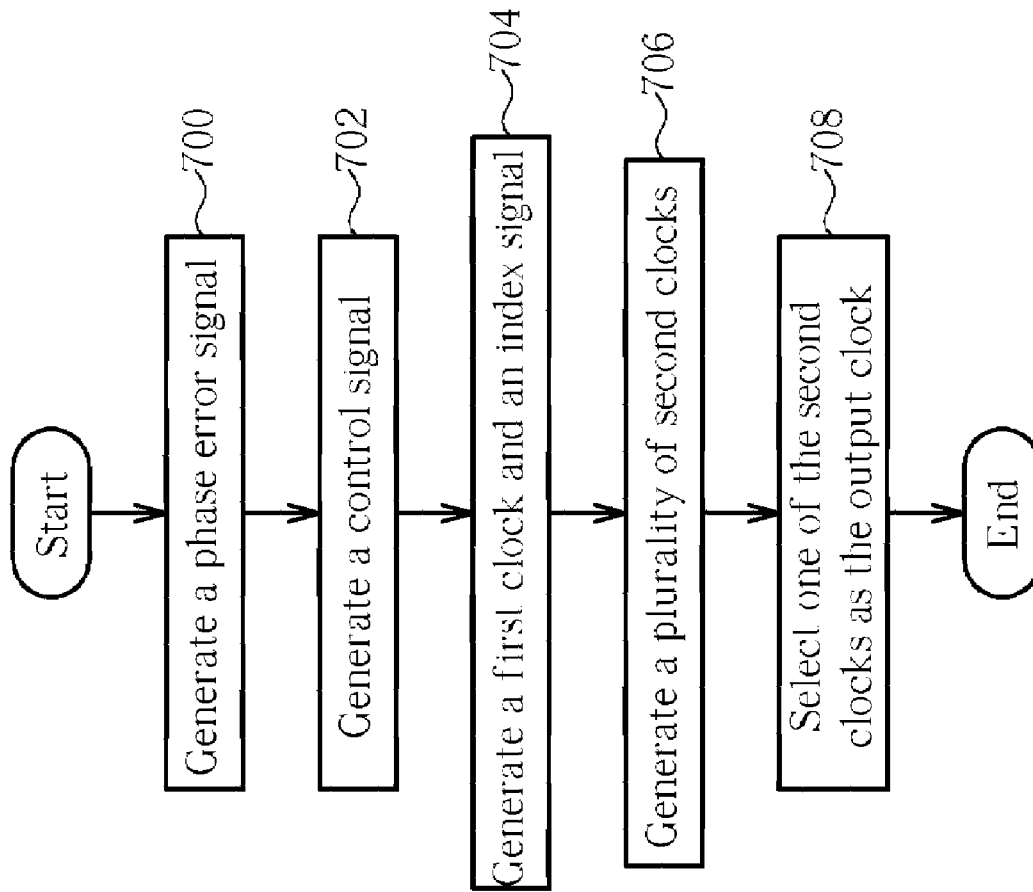 Start
Generate a phase error signal
700
Generate a control signal
702
Generate a first clock and an index signal
704
Generate a plurality of second clocks
706
Select one of the second
clocks as the output clock
708
End